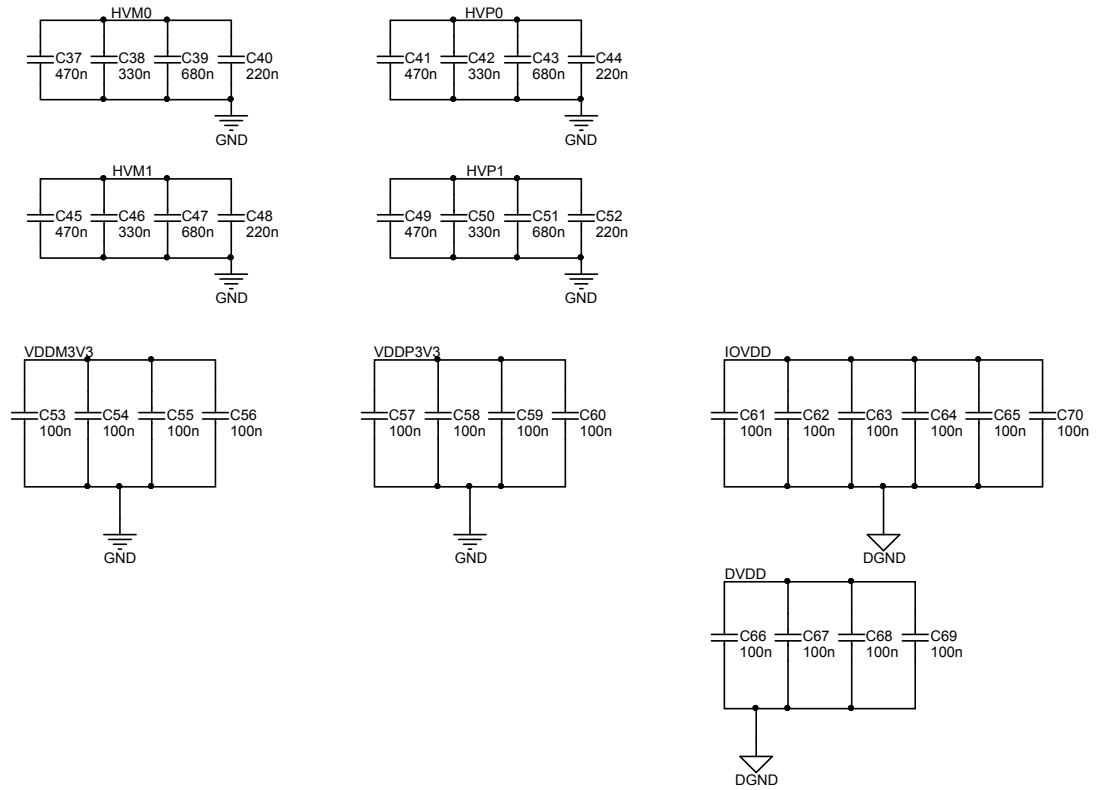 HVM0
HVP0
C37 C38 C39 C40
470n 330n 680n 220n
GND
C41 C42 C43 C44
470n 330n 680n 220n
GND
HVM1
HVP1
C45 C46 C47 C48
470n 330n 680n 220n
GND
C49 C50 C51 C52
470n 330n 680n 220n
GND
VDDM3V3
C53 C54 C55 C56
100n 100n 100n 100n
GND
VDDP3V3
C57 C58 C59 C60
100n 100n 100n 100n
GND
IOVDD
C61 C62 C63 C64 C65 C70
100n 100n 100n 100n 100n 100n
DGND
DVDD
C66 C67 C68 C69
100n 100n 100n 100n
DGND